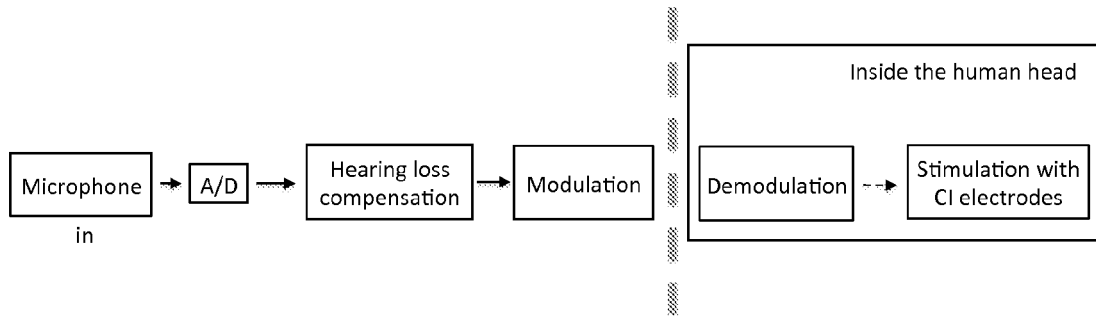 Inside the human head
Microphone
in
A/D
Hearing loss
compensation
Modulation
Demodulation
Stimulation with
CI electrodes